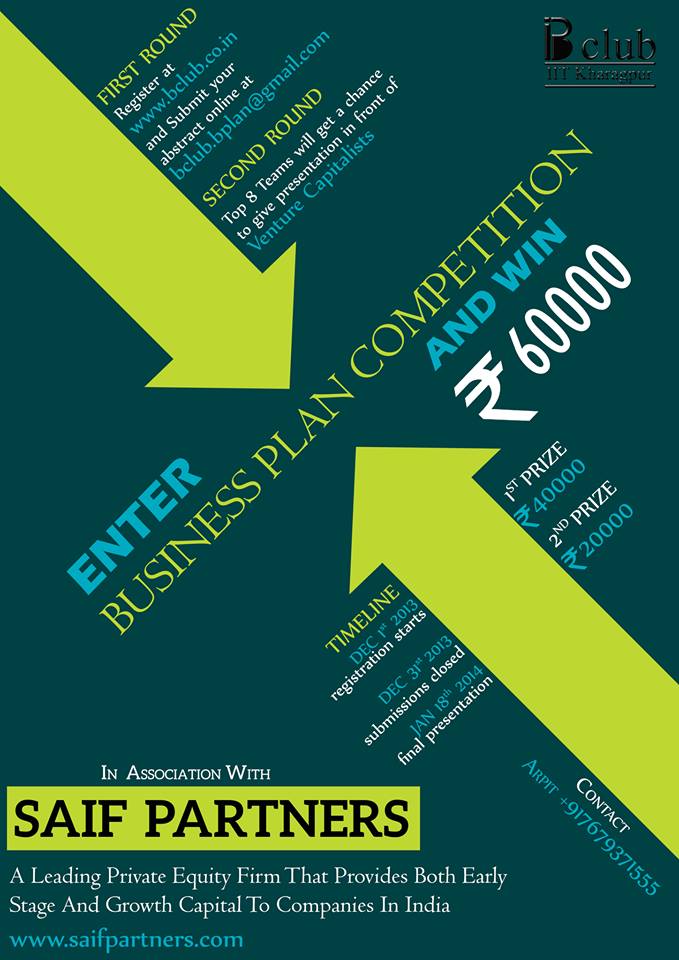 B club
IIT Kharagpur
FIRST ROUND
Register at
www.bclub.co.in
and Submit your
abstract online at
bclub.bplan@gmail.com
SECOND ROUND
Top 8 Teams will get a chance
to give presentation in front of
Venture Capitalists
ENTER
BUSINESS PLAN COMPETITION
AND WIN
₹ 60000
1ST PRIZE
₹40000
2ND PRIZE
₹20000
TIMELINE
DEC 1st 2013
registration starts
DEC 31st 2013
submissions closed
JAN 18th 2014
final presentation
CONTACT
ARPIT +917679371555
IN ASSOCIATION WITH
SAIF PARTNERS
A Leading Private Equity Firm That Provides Both Early
Stage And Growth Capital To Companies In India
www.saifpartners.com